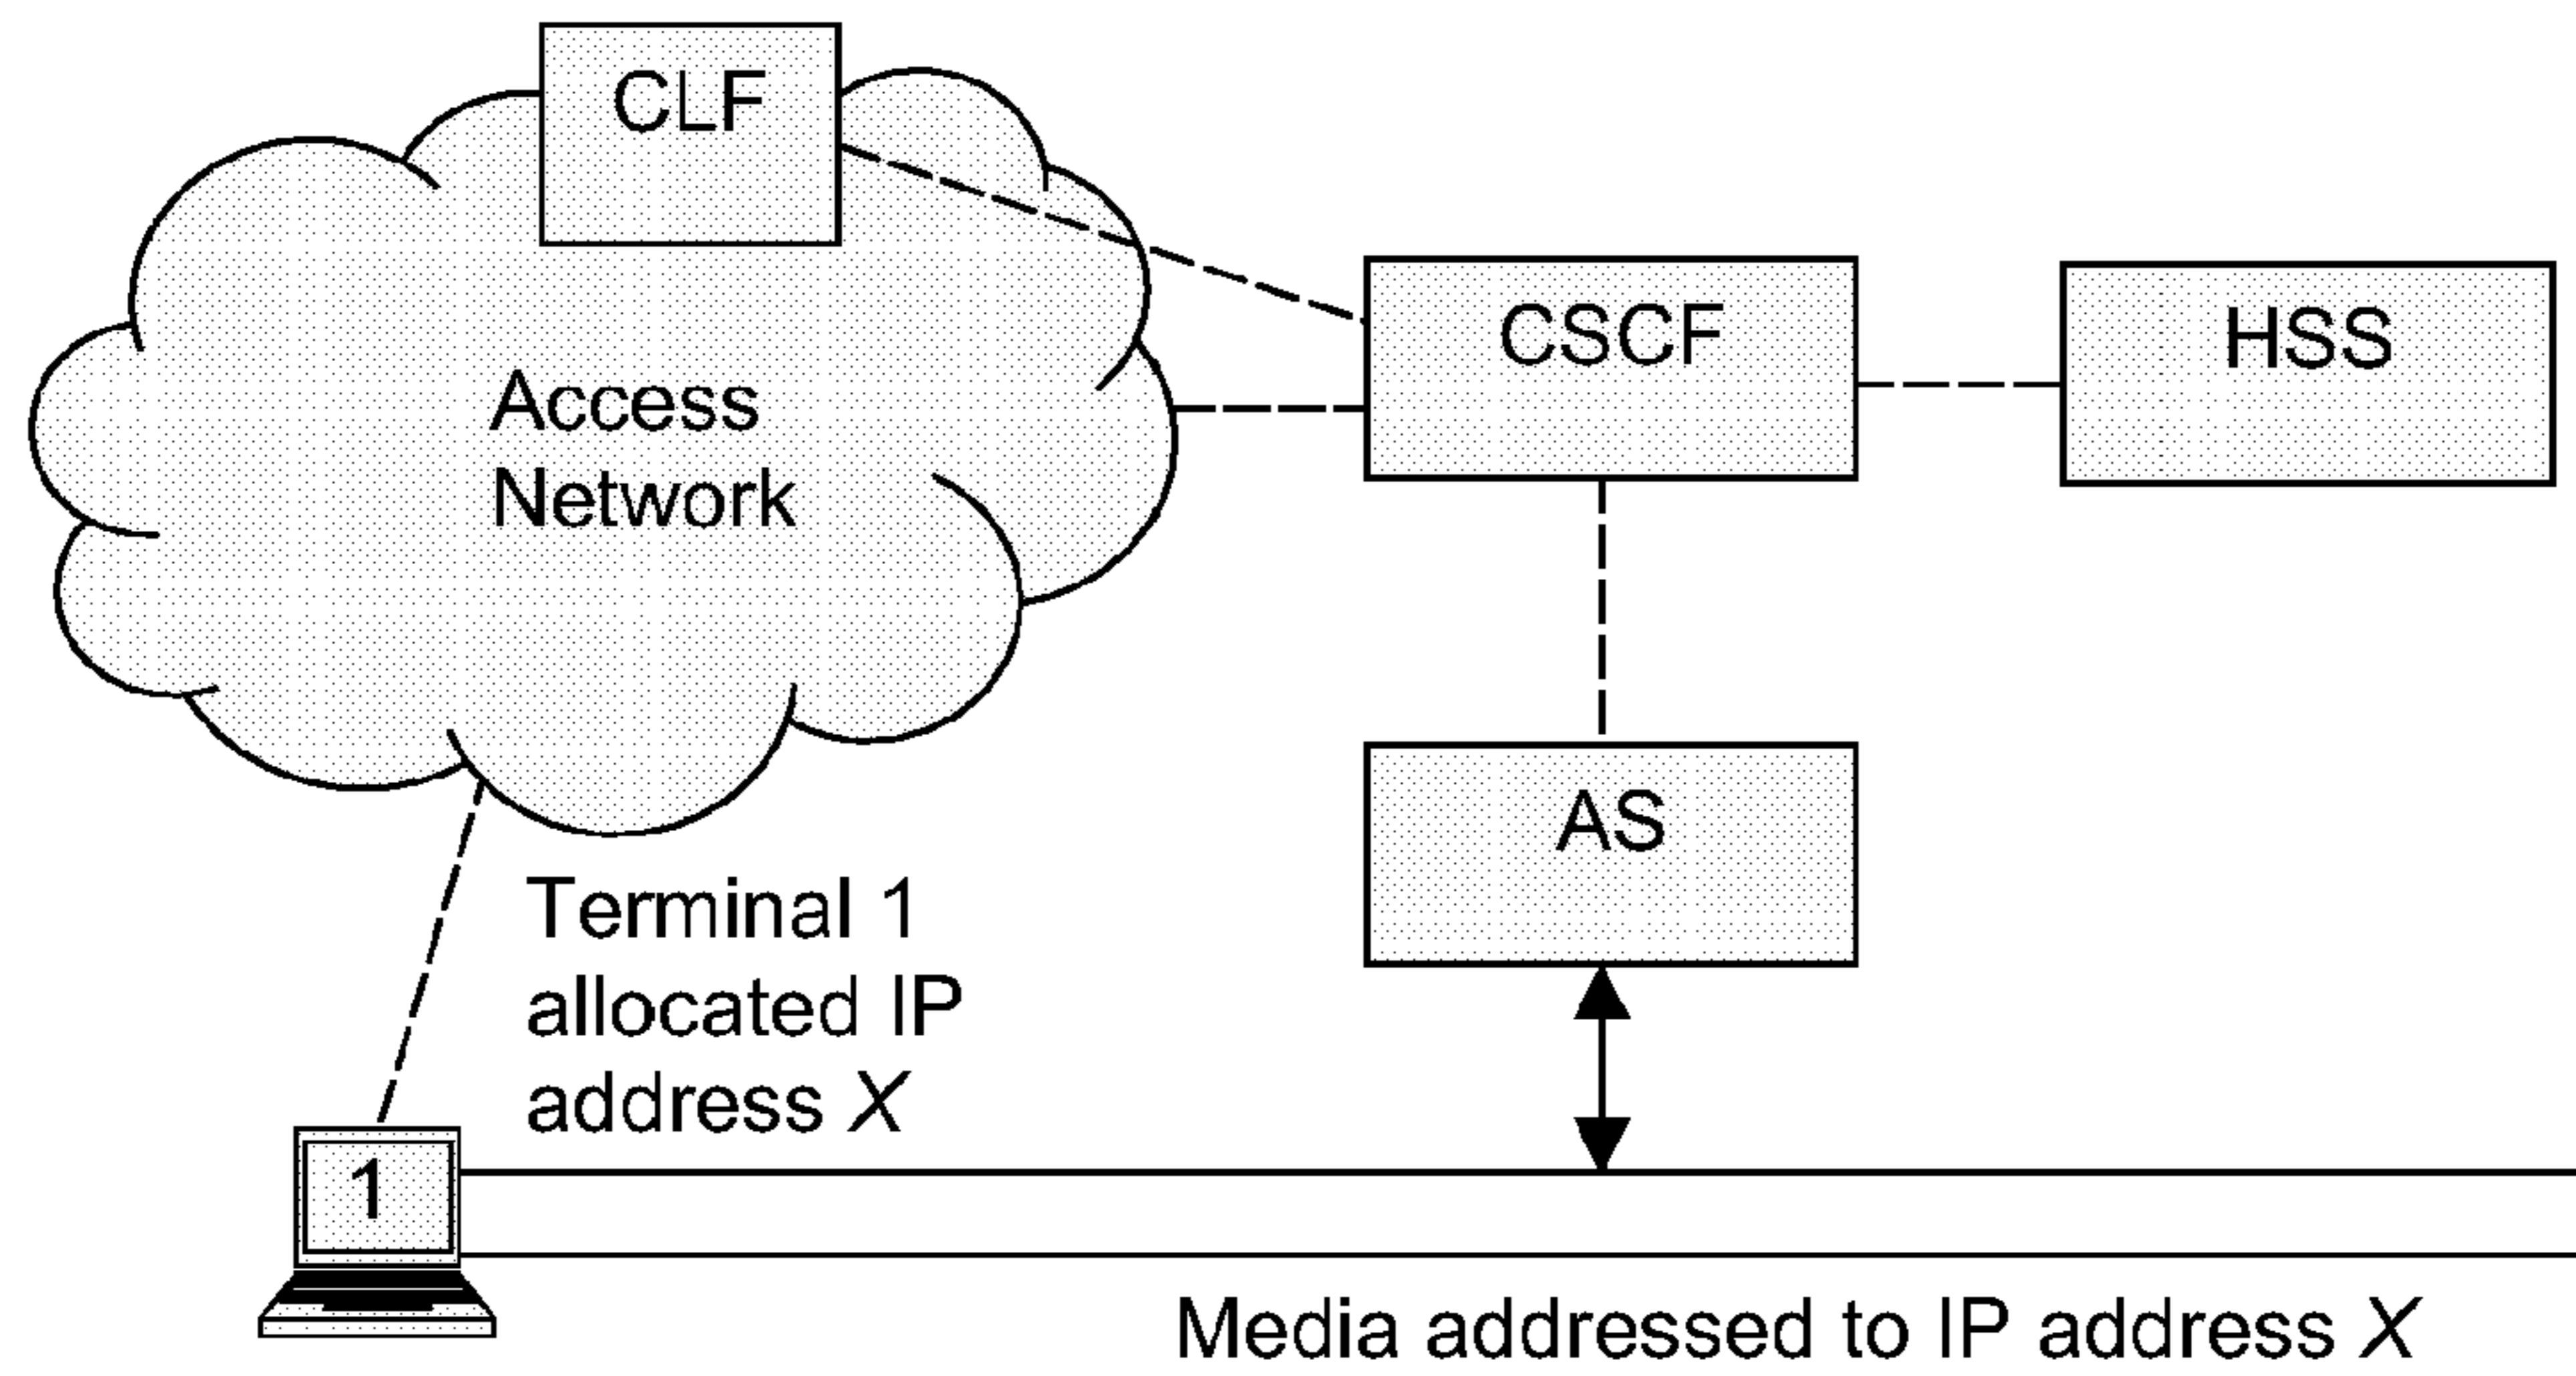 CLF
Access
Network
CSCF
HSS
AS
Terminal 1
allocated IP
address X
1
Media addressed to IP address X